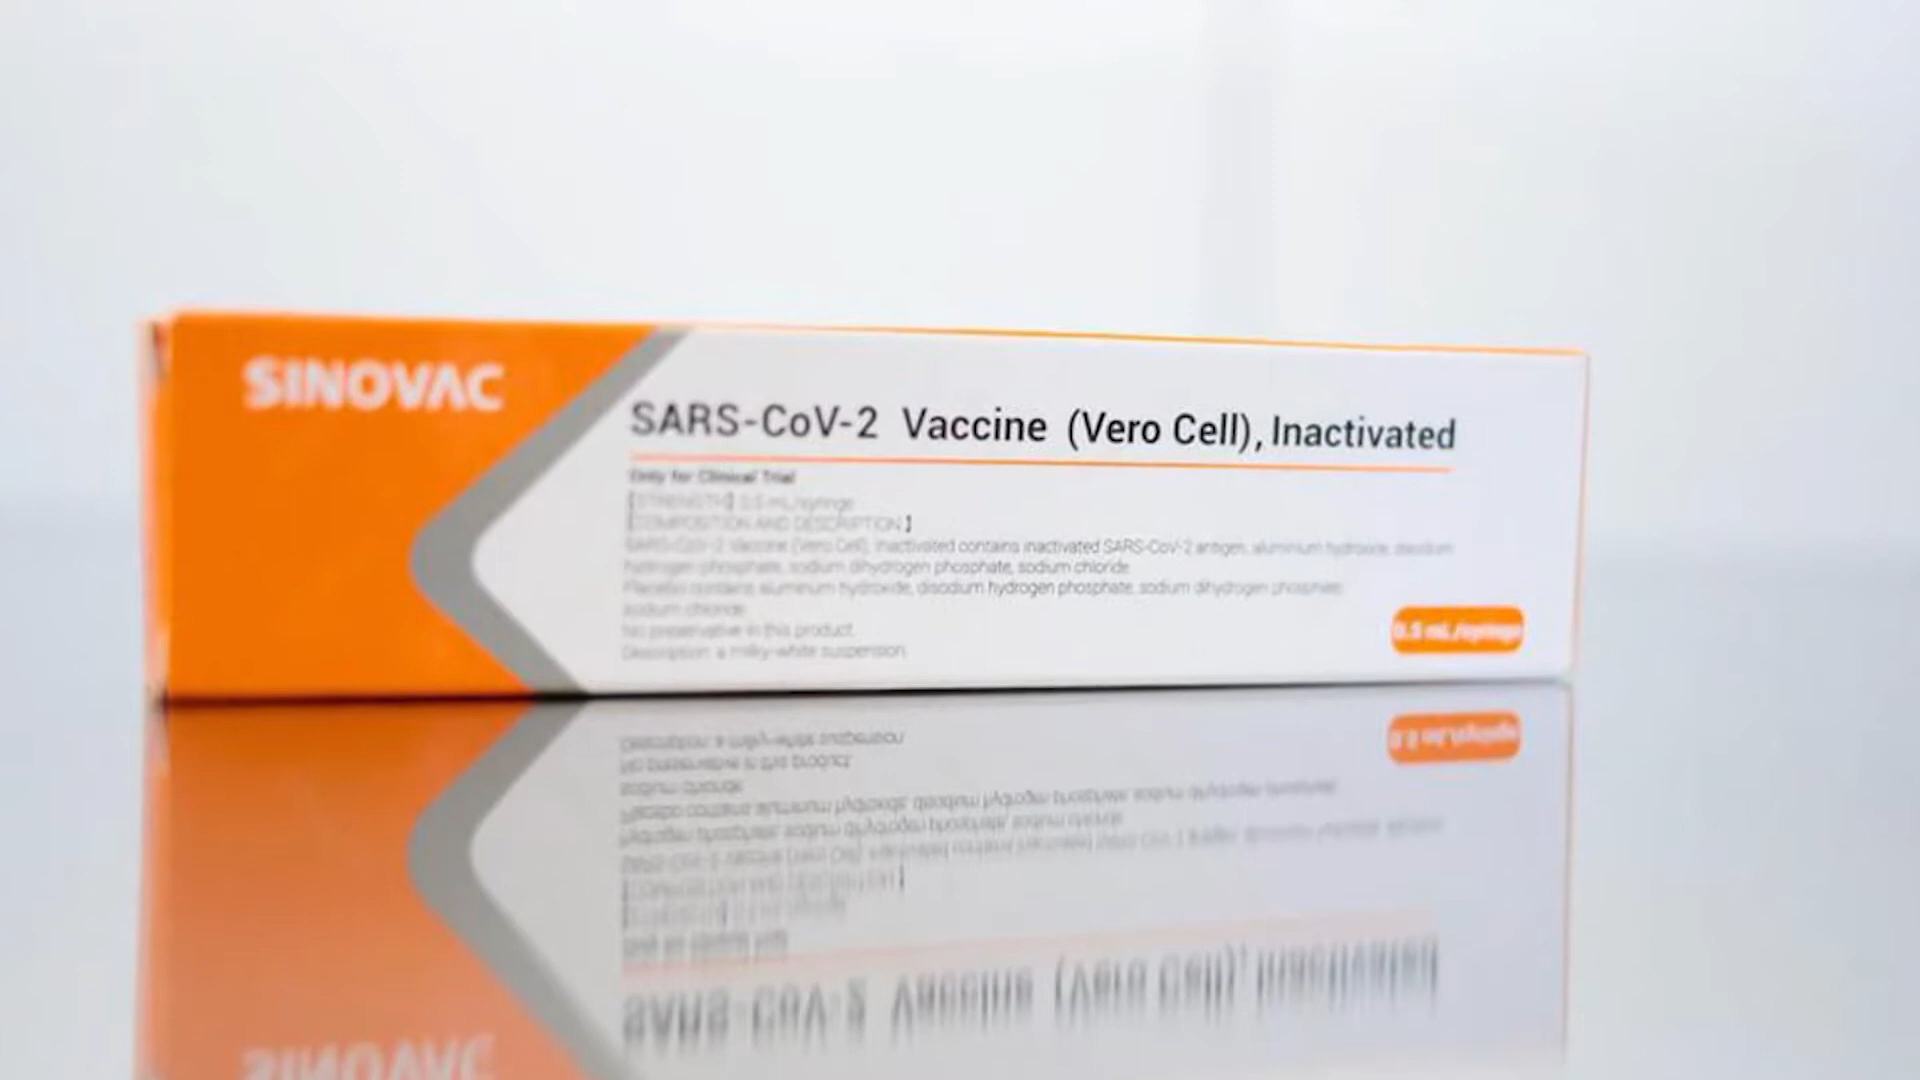 SINOVAC
SARS-CoV-2 Vaccine (Vero Cell), Inactivated
Only for Clinical Trial
[STRENGTH] 0.5 mL/syringe
[COMPOSITION AND DESCRIPTION]
SARS-CoV-2 Vaccine (Vero Cell), Inactivated contains inactivated SARS-CoV-2 antigen, aluminium hydroxide, disodium
hydrogen phosphate, sodium dihydrogen phosphate, sodium chloride.
Placebo contains aluminum hydroxide, disodium hydrogen phosphate, sodium dihydrogen phosphate,
sodium chloride.
No preservative in this product.
Description: a milky-white suspension.
0.5 mL/syringe